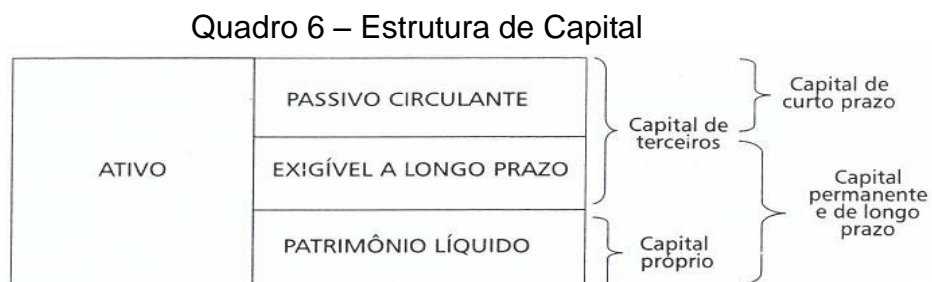 Quadro 6 – Estrutura de Capital
ATIVO
PASSIVO CIRCULANTE
EXIGÍVEL A LONGO PRAZO
PATRIMÔNIO LÍQUIDO
Capital de
terceiros
Capital
próprio
Capital de
curto prazo
Capital
permanente
e de longo
prazo